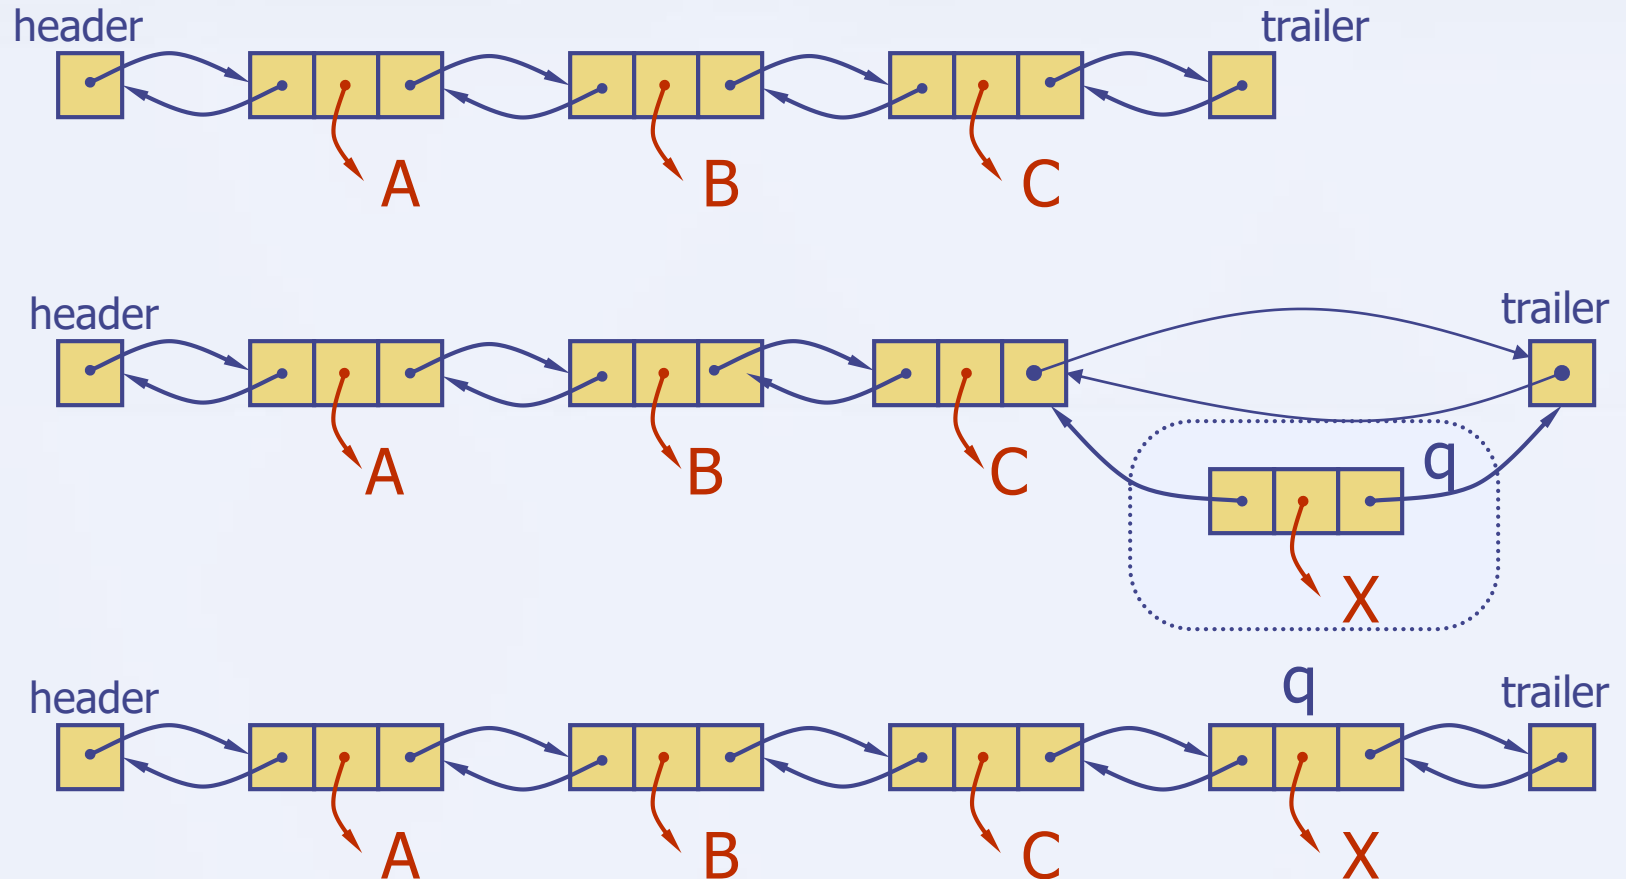 header trailer
A B C
header trailer
q
A B C
X
q
header trailer
A B C X